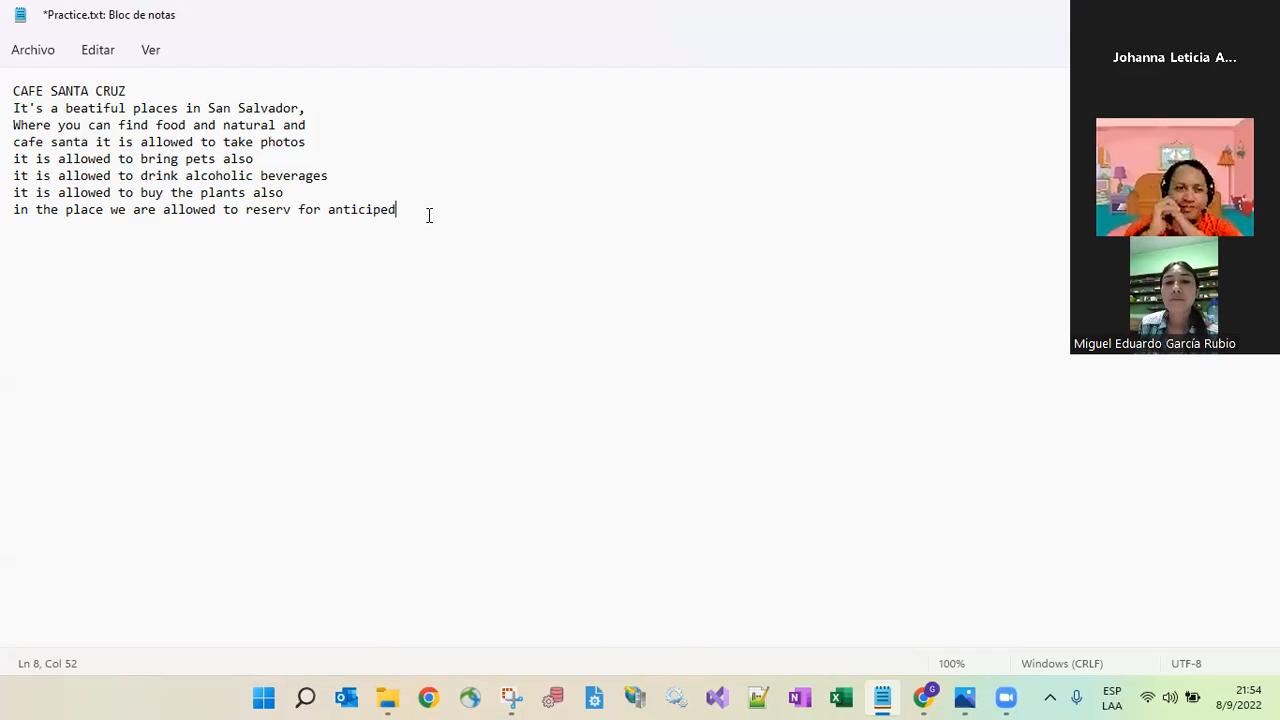 *Practice.txt: Bloc de notas
Archivo Editar Ver
CAFE SANTA CRUZ
It's a beatiful places in San Salvador,
Where you can find food and natural and
cafe santa it is allowed to take photos
it is allowed to bring pets also
it is allowed to drink alcoholic beverages
it is allowed to buy the plants also
in the place we are allowed to reserv for anticiped
Johanna Leticia A...
Miguel Eduardo García Rubio
Ln 8, Col 52
100%
Windows (CRLF)
UTF-8
G
ESP
LAA
21:54
8/9/2022